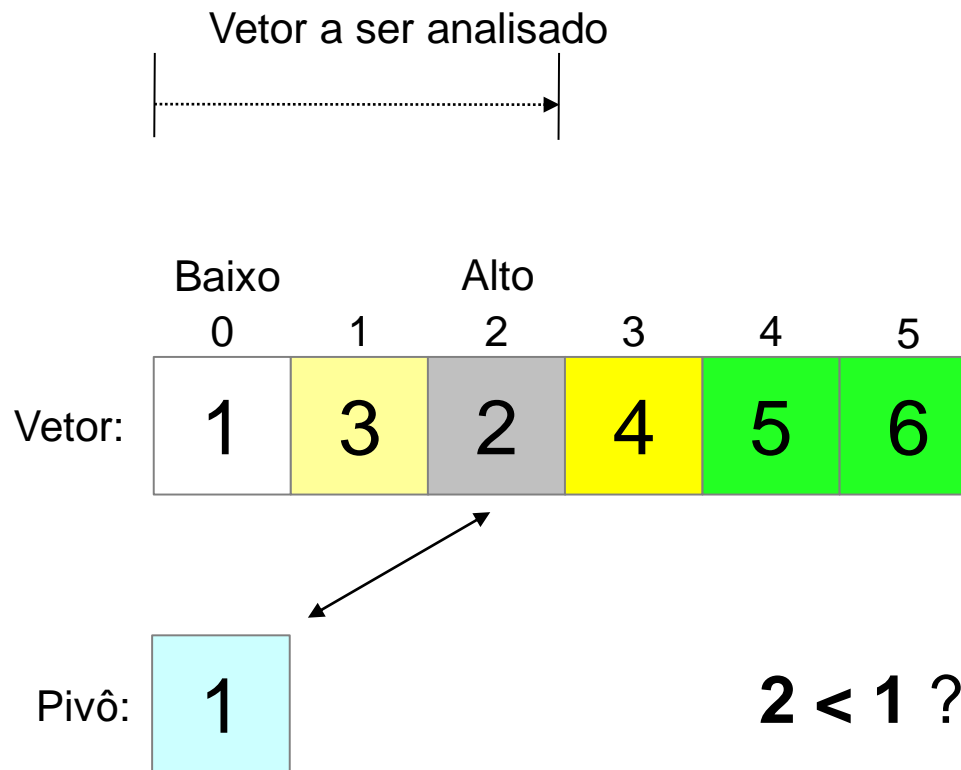 Vetor a ser analisado
Baixo Alto
0 1 2 3 4 5
Vetor: 1 3 2 4 5 6
Pivô: 1 2 < 1 ?